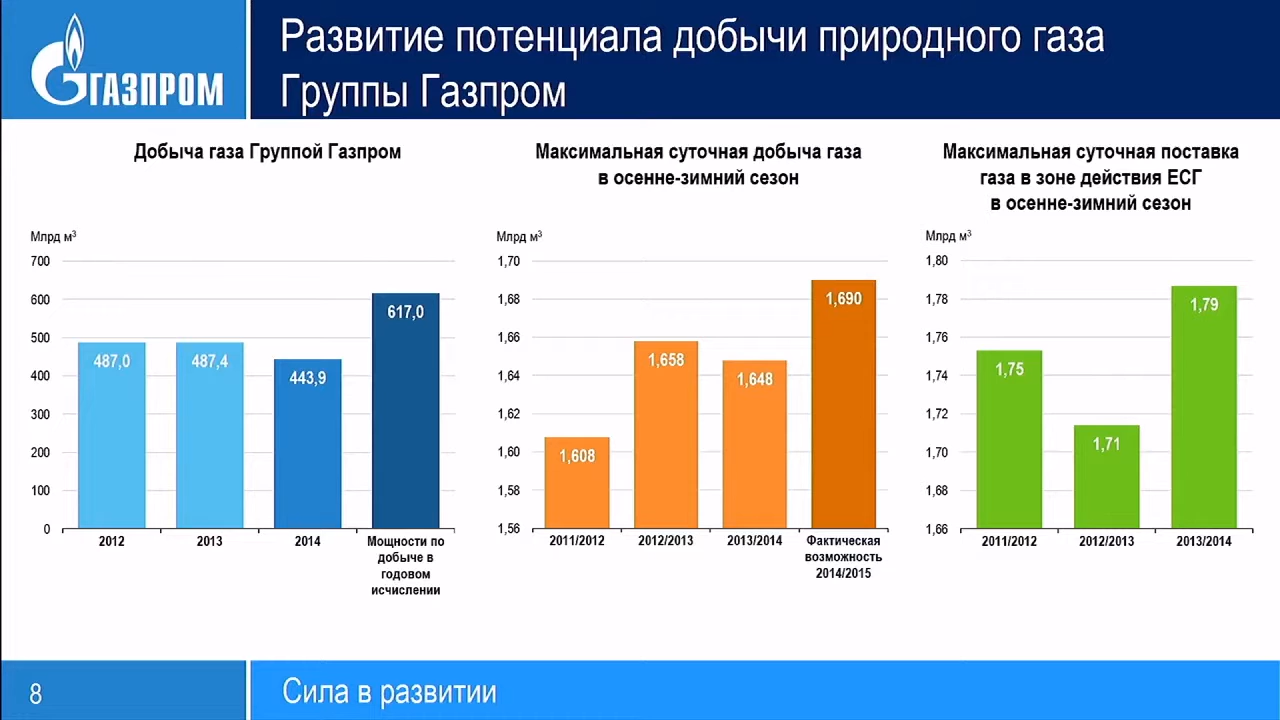 ГАЗПРОМ
Развитие потенциала добычи природного газа
Группы Газпром
Добыча газа Группой Газпром
Млрд м³
700
600
500
400
300
200
100
0
487,0
487,4
443,9
617,0
2012
2013
2014
Мощности по
добыче в
годовом
исчислении
Максимальная суточная добыча газа
в осенне-зимний сезон
Млрд м³
1,70
1,68
1,66
1,64
1,62
1,60
1,58
1,56
1,608
1,658
1,648
1,690
2011/2012
2012/2013
2013/2014
Фактическая
возможность
2014/2015
Максимальная суточная поставка
газа в зоне действия ЕСГ
в осенне-зимний сезон
Млрд м³
1,80
1,78
1,76
1,74
1,72
1,70
1,68
1,66
1,75
1,71
1,79
2011/2012
2012/2013
2013/2014
8
Сила в развитии